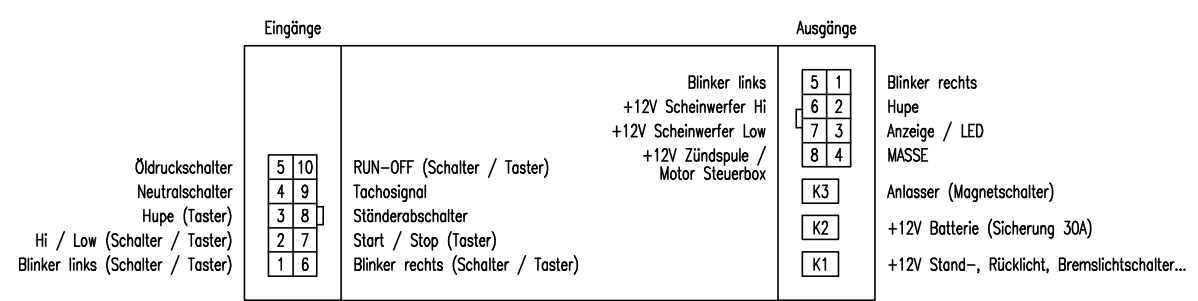 Eingänge
Ausgänge
Blinker links 5 1 Blinker rechts
+12V Scheinwerfer Hi 6 2 Hupe
+12V Scheinwerfer Low 7 3 Anzeige / LED
+12V Zündspule / 8 4 MASSE
Motor Steuerbox
Öldruckschalter 5 10 RUN-OFF (Schalter / Taster)
Neutralschalter 4 9 Tachosignal
Hupe (Taster) 3 8 Ständerabschalter
Hi / Low (Schalter / Taster) 2 7 Start / Stop (Taster)
Blinker links (Schalter / Taster) 1 6 Blinker rechts (Schalter / Taster)
K3 Anlasser (Magnetschalter)
K2 +12V Batterie (Sicherung 30A)
K1 +12V Stand-, Rücklicht, Bremslichtschalter...